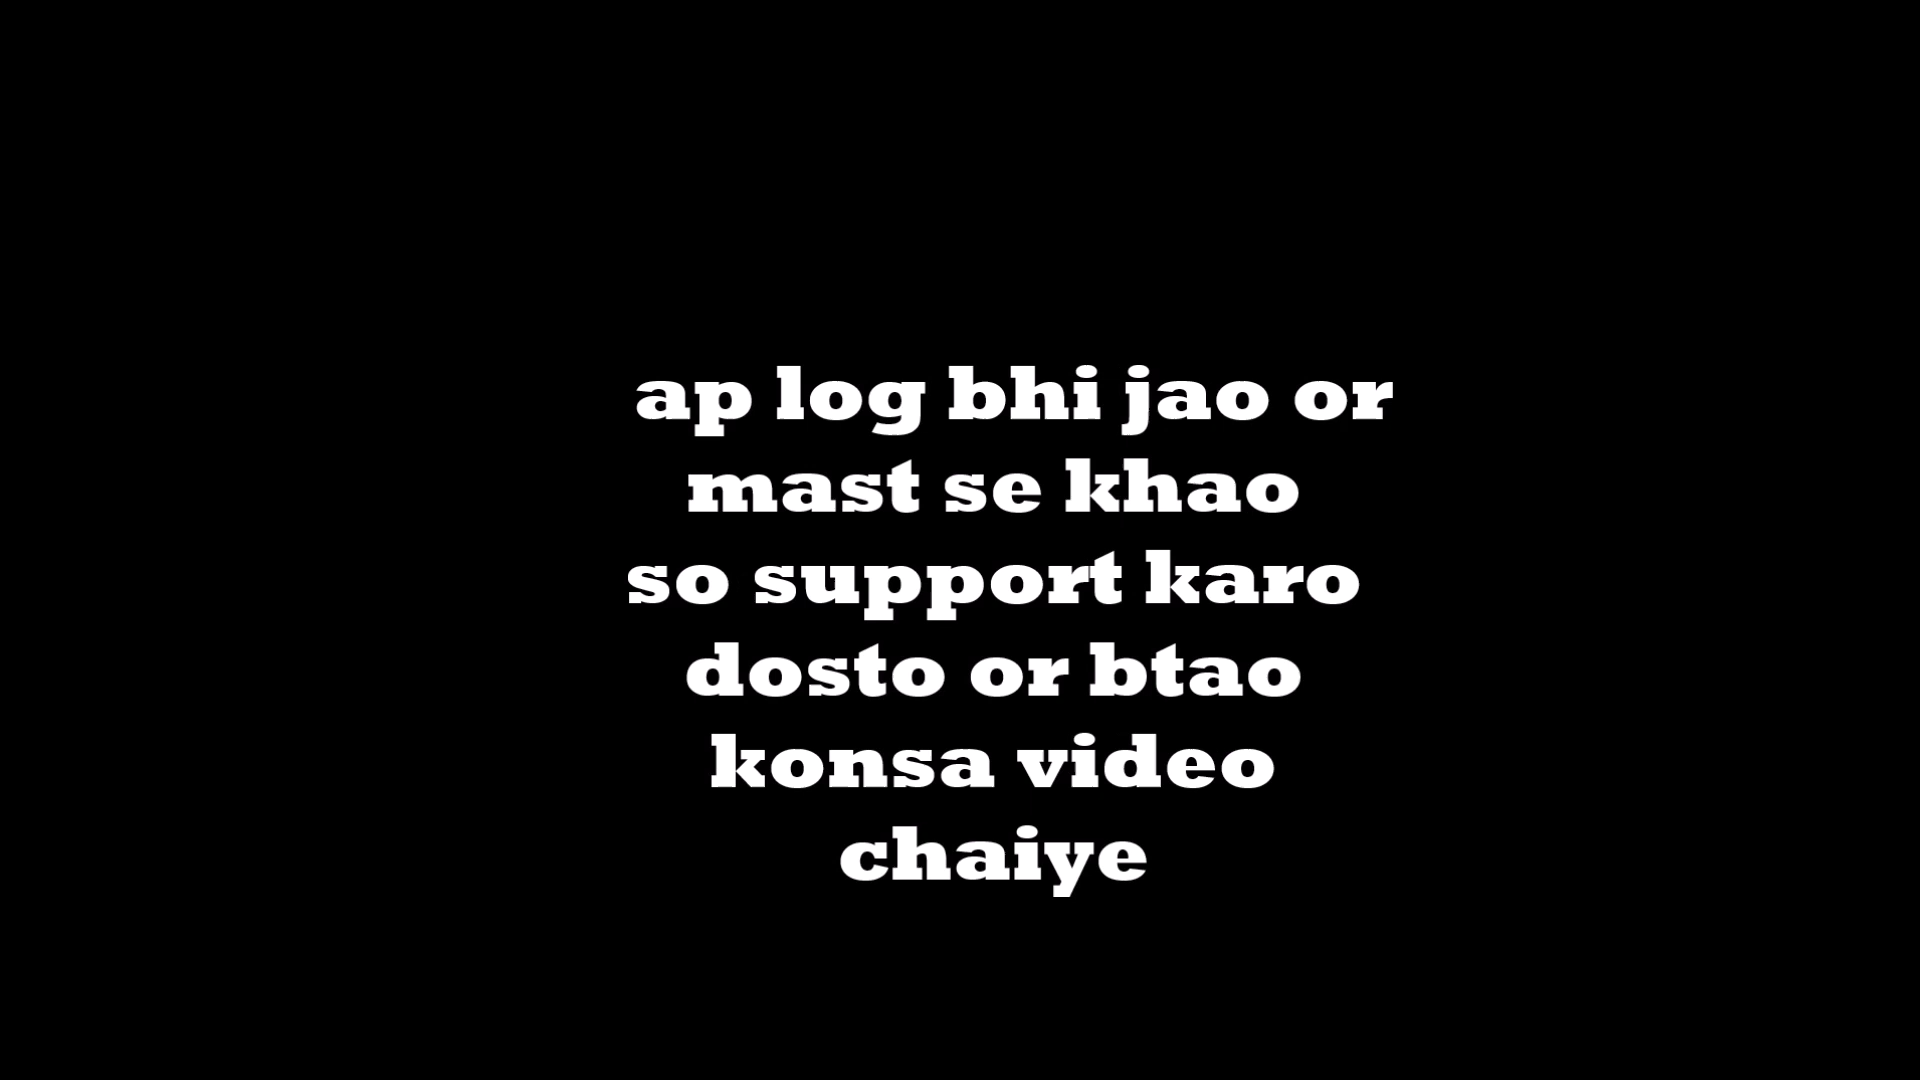 ap log bhi jao or
mast se khao
so support karo
dosto or btao
konsa video
chaiye